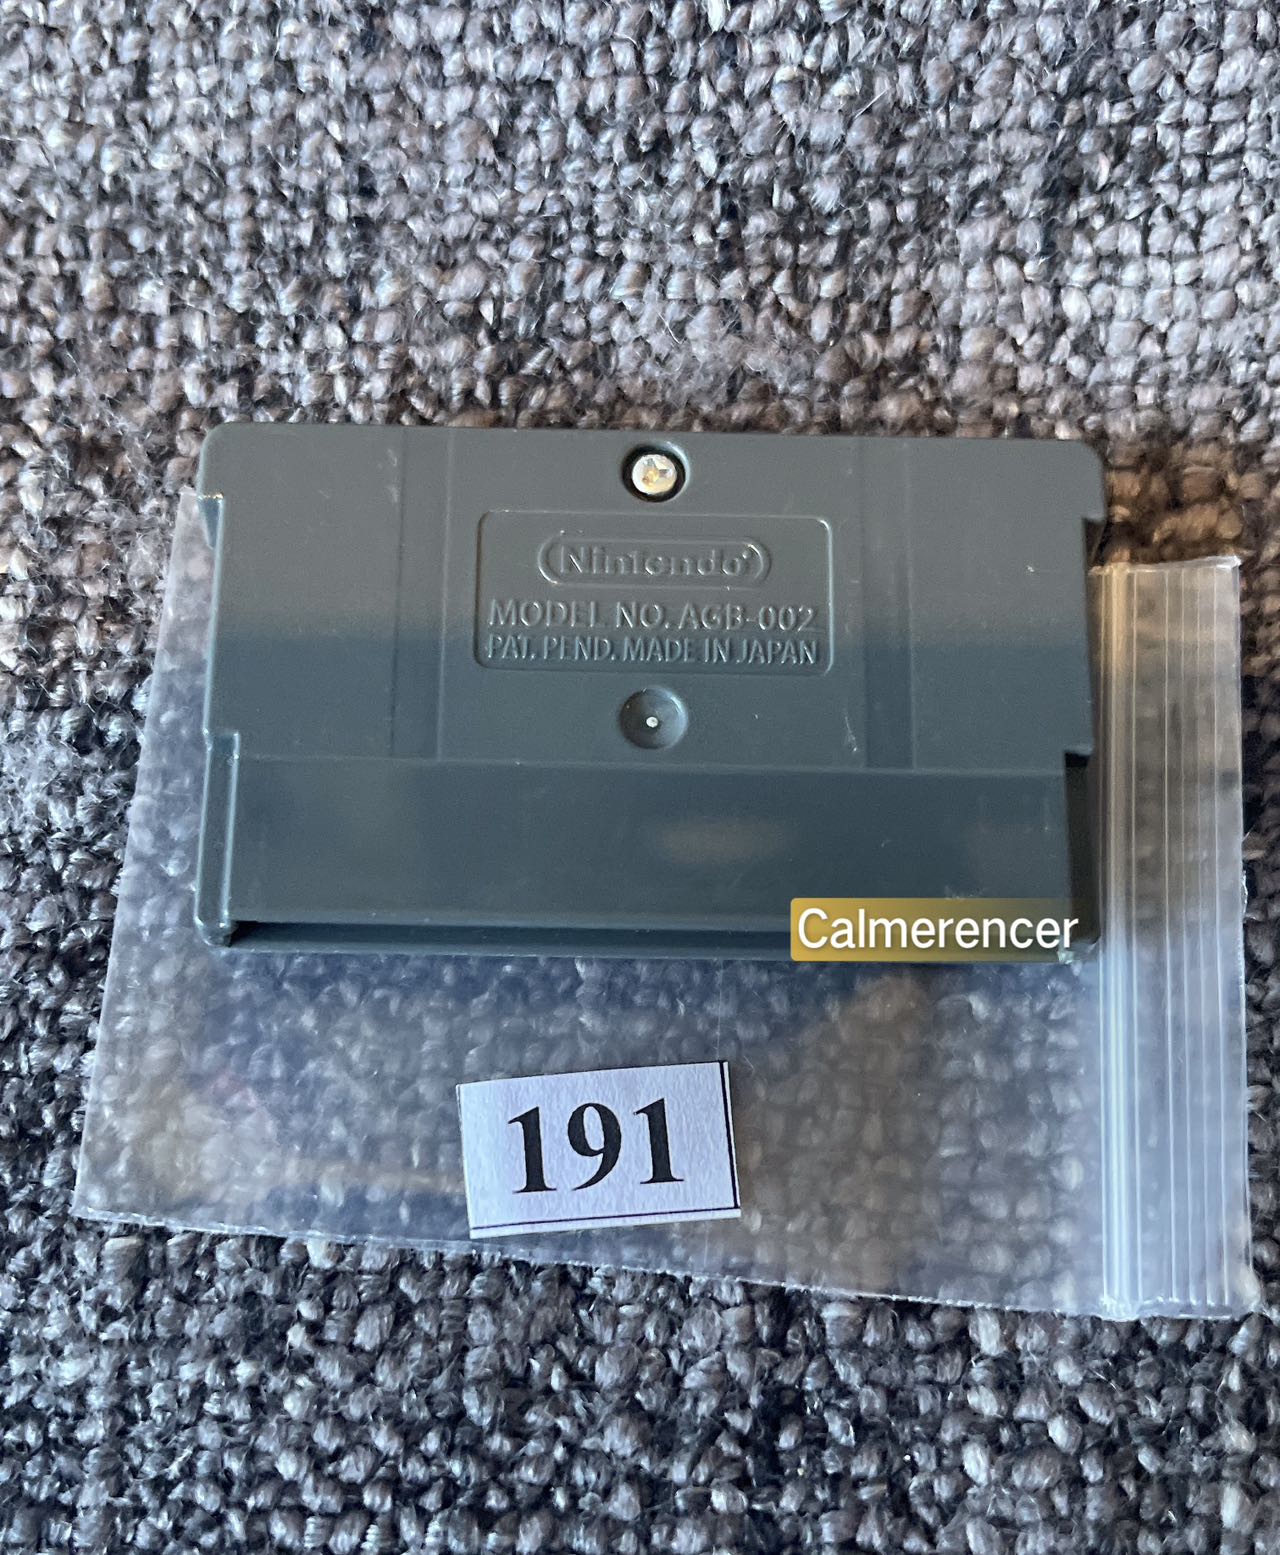 Nintendo®
MODEL NO. AGB-002
PAT. PEND. MADE IN JAPAN
Calmerencer
191